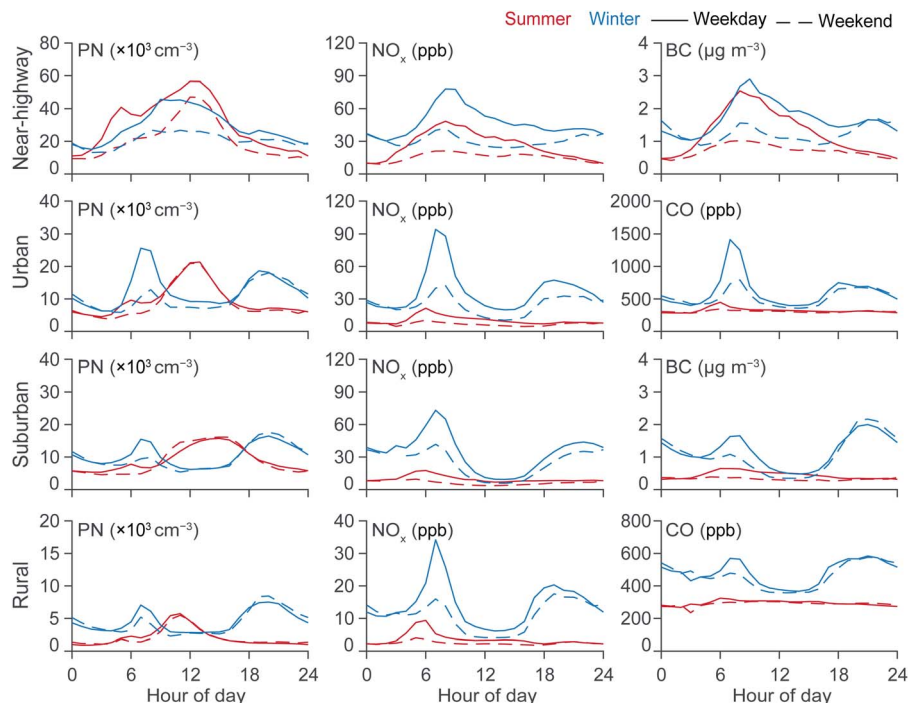 Summer Winter Weekday Weekend
Near-highway
PN (×10³ cm⁻³)
80
60
40
20
0
NOₓ (ppb)
120
90
60
30
0
BC (μg m⁻³)
4
3
2
1
0
Urban
PN (×10³ cm⁻³)
40
30
20
10
0
NOₓ (ppb)
120
90
60
30
0
CO (ppb)
2000
1500
1000
500
0
Suburban
PN (×10³ cm⁻³)
40
30
20
10
0
NOₓ (ppb)
120
90
60
30
0
BC (μg m⁻³)
4
3
2
1
0
Rural
PN (×10³ cm⁻³)
20
15
10
5
0
0 6 12 18 24
Hour of day
NOₓ (ppb)
40
30
20
10
0
0 6 12 18 24
Hour of day
CO (ppb)
800
600
400
200
0
0 6 12 18 24
Hour of day